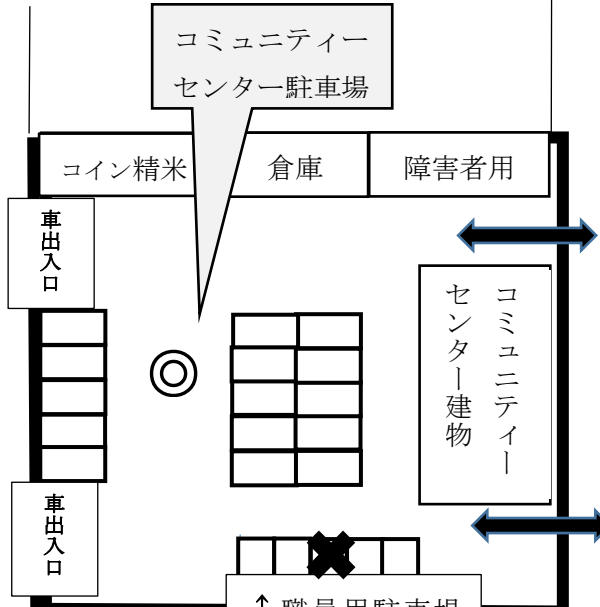 コミュニティー
センター駐車場
コイン精米
倉庫
障害者用
車出入口
コミュニティー
センター建物
車出入口
↑職員用駐車場